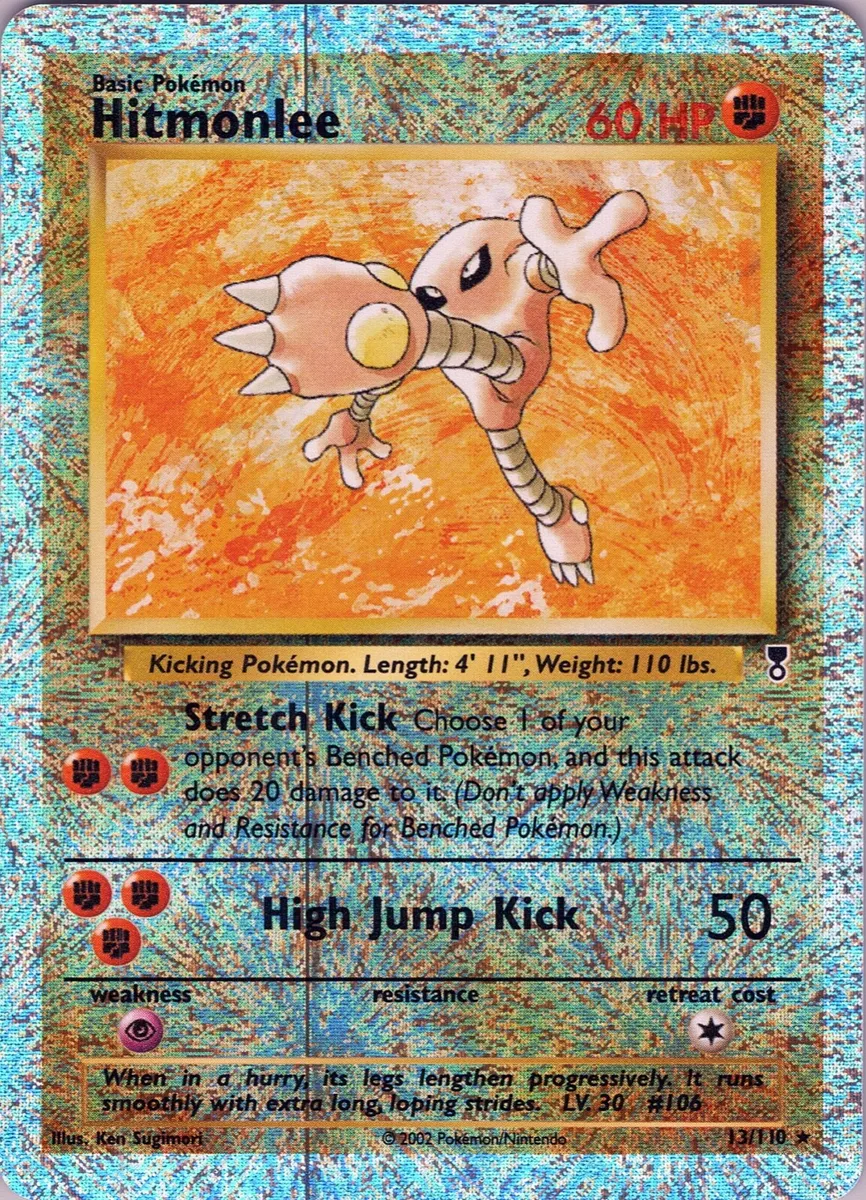 Basic Pokémon
Hitmonlee
60 HP
Kicking Pokémon. Length: 4' 11", Weight: 110 lbs.
Stretch Kick Choose 1 of your
opponent's Benched Pokémon, and this attack
does 20 damage to it. (Don't apply Weakness
and Resistance for Benched Pokémon.)
High Jump Kick 50
weakness resistance retreat cost
When in a hurry, its legs lengthen progressively. It runs
smoothly with extra long, loping strides. LV. 30 #106
Illus. Ken Sugimori © 2002 Pokémon/Nintendo 13/110 ★